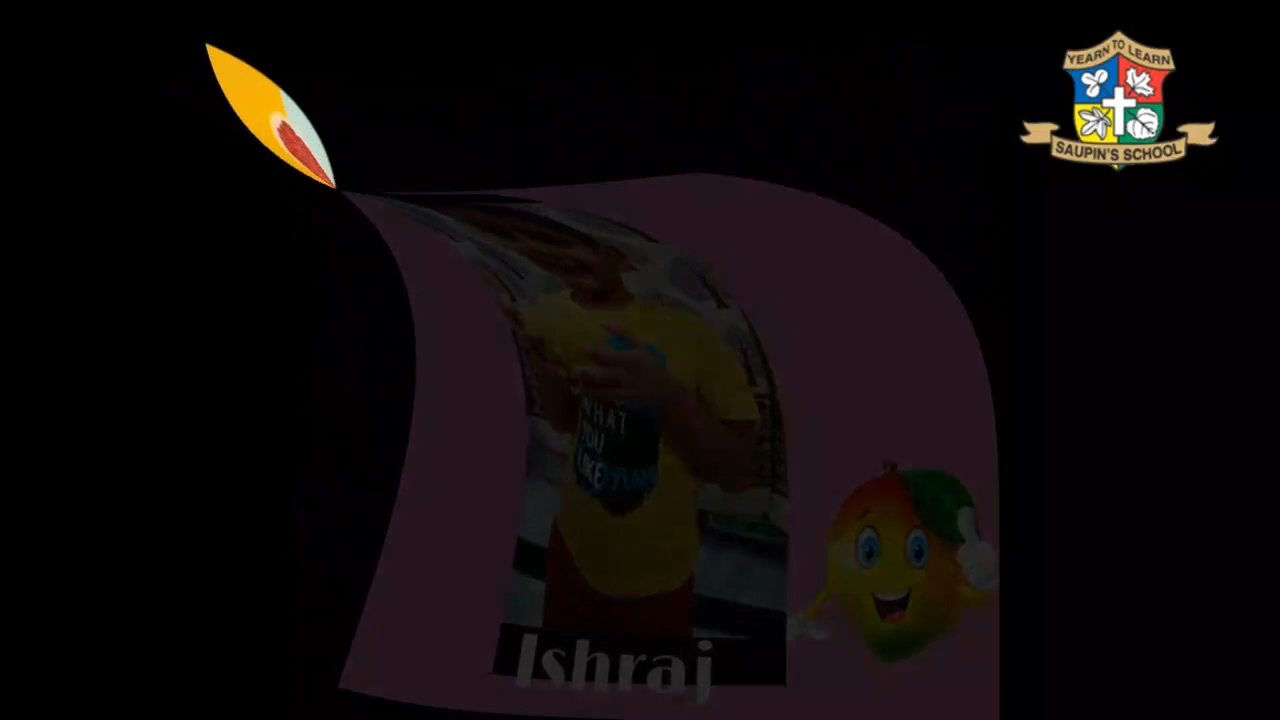 YEARN TO LEARN
SAUPIN'S SCHOOL
WHAT
YOU
LIKE
Ishraj